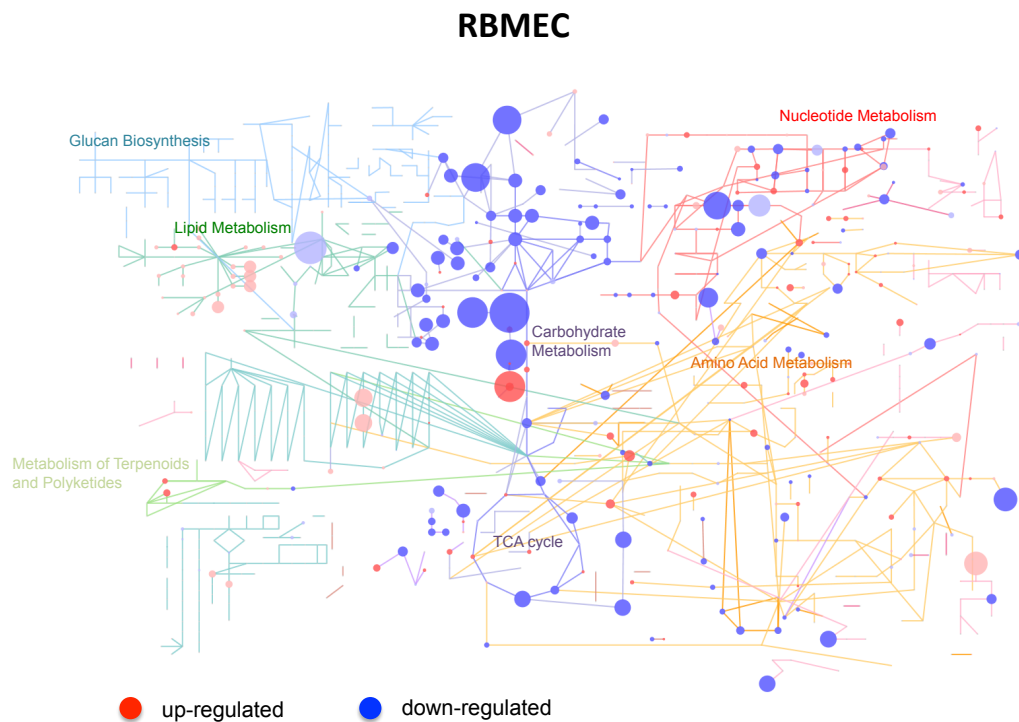 RBMEC
Nucleotide Metabolism
Glucan Biosynthesis
Lipid Metabolism
Carbohydrate
Metabolism
Amino Acid Metabolism
Metabolism of Terpenoids
and Polyketides
TCA cycle
up-regulated
down-regulated